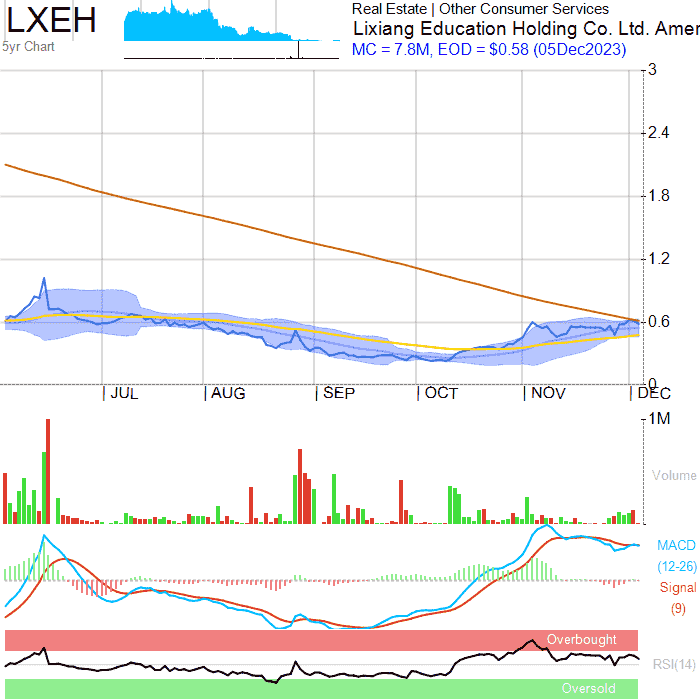 LXEH
5yr Chart
Real Estate | Other Consumer Services
Lixiang Education Holding Co. Ltd. Amer
MC = 7.8M, EOD = $0.58 (05Dec2023)
3
2.4
1.8
1.2
0.6
0
| JUL | AUG | SEP | OCT | NOV | DEC
1M
Volume
MACD
(12-26)
Signal
(9)
Overbought
RSI(14)
Oversold